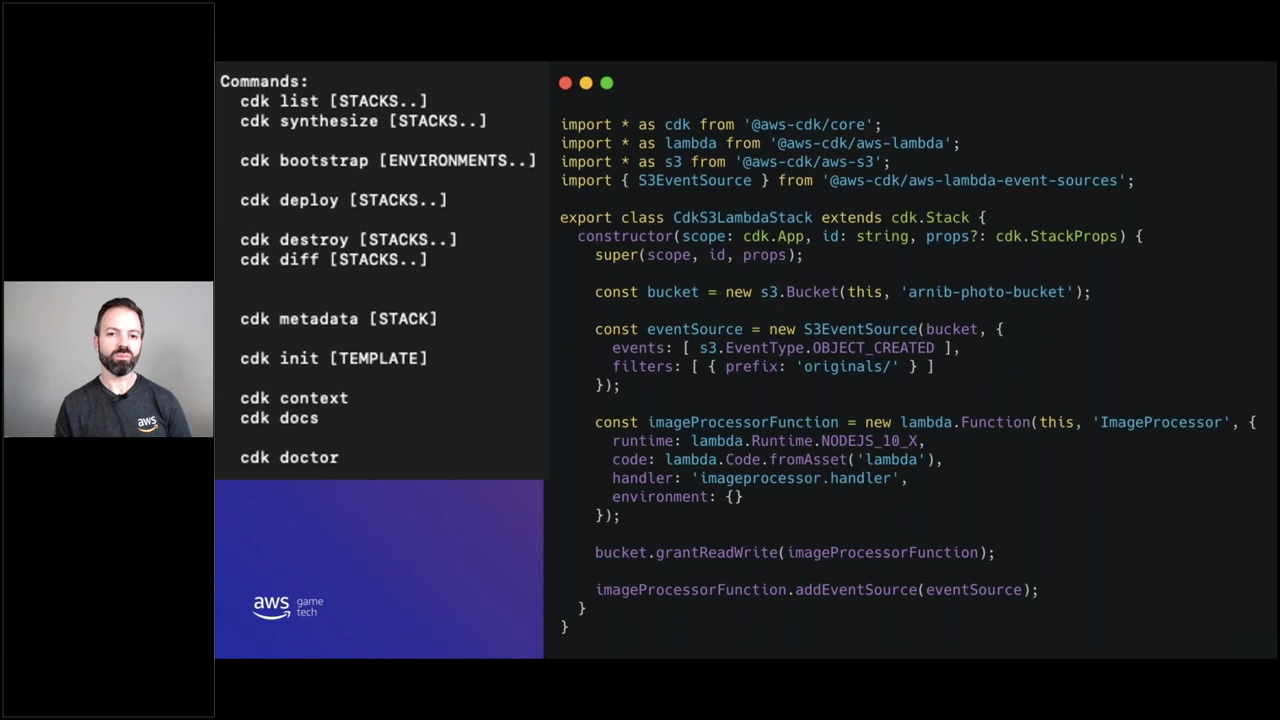 Commands:
cdk list [STACKS..]
cdk synthesize [STACKS..]
cdk bootstrap [ENVIRONMENTS..]
cdk deploy [STACKS..]
cdk destroy [STACKS..]
cdk diff [STACKS..]
cdk metadata [STACK]
cdk init [TEMPLATE]
cdk context
cdk docs
cdk doctor
import * as cdk from '@aws-cdk/core';
import * as lambda from '@aws-cdk/aws-lambda';
import * as s3 from '@aws-cdk/aws-s3';
import { S3EventSource } from '@aws-cdk/aws-lambda-event-sources';
export class CdkS3LambdaStack extends cdk.Stack {
constructor(scope: cdk.App, id: string, props?: cdk.StackProps) {
super(scope, id, props);
const bucket = new s3.Bucket(this, 'arnib-photo-bucket');
const eventSource = new S3EventSource(bucket, {
events: [ s3.EventType.OBJECT_CREATED ],
filters: [ { prefix: 'originals/' } ]
});
const imageProcessorFunction = new lambda.Function(this, 'ImageProcessor', {
runtime: lambda.Runtime.NODEJS_10_X,
code: lambda.Code.fromAsset('lambda'),
handler: 'imageprocessor.handler',
environment: {}
});
bucket.grantReadWrite(imageProcessorFunction);
imageProcessorFunction.addEventSource(eventSource);
}
}
aws
aws game
tech